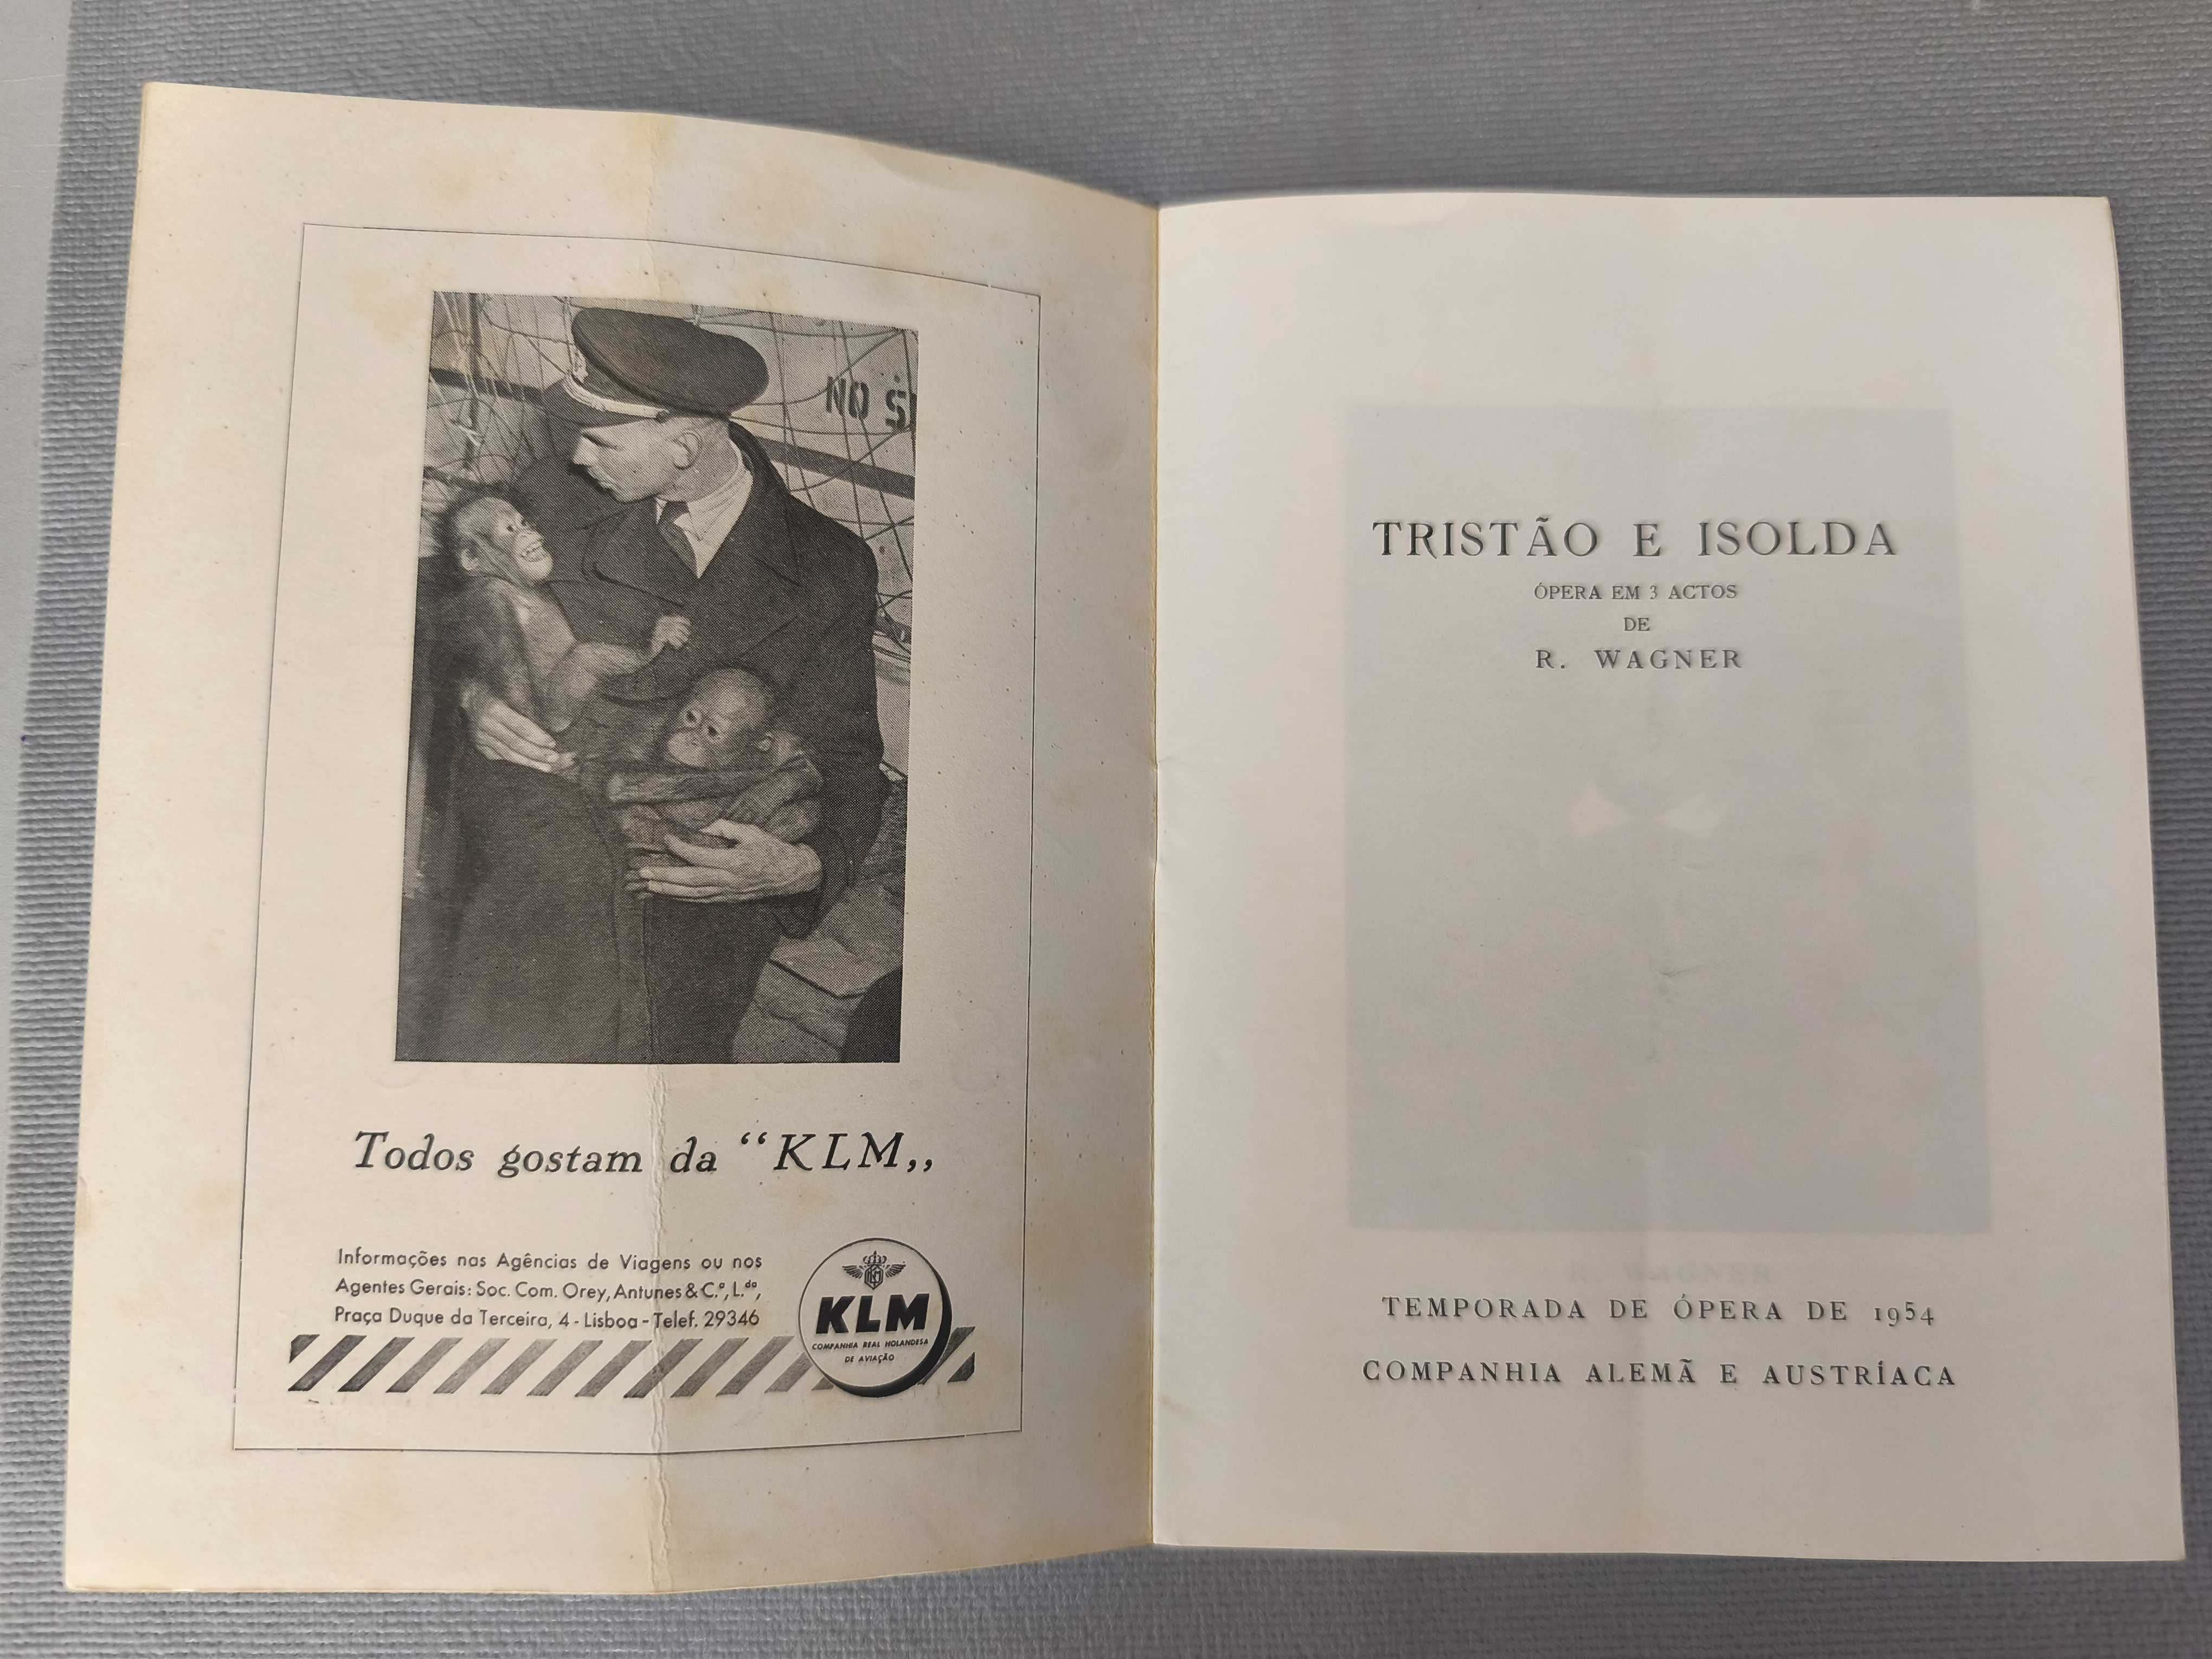 NO S
Todos gostam da “KLM„
Informações nas Agências de Viagens ou nos
Agentes Gerais: Soc. Com. Orey, Antunes & C.ª, L.da,
Praça Duque da Terceira, 4 - Lisboa - Telef. 29346
KLM
COMPANHIA REAL HOLANDESA
DE AVIAÇÃO
TRISTÃO E ISOLDA
ÓPERA EM 3 ACTOS
DE
R. WAGNER
WAGNER
TEMPORADA DE ÓPERA DE 1954
COMPANHIA ALEMÃ E AUSTRÍACA